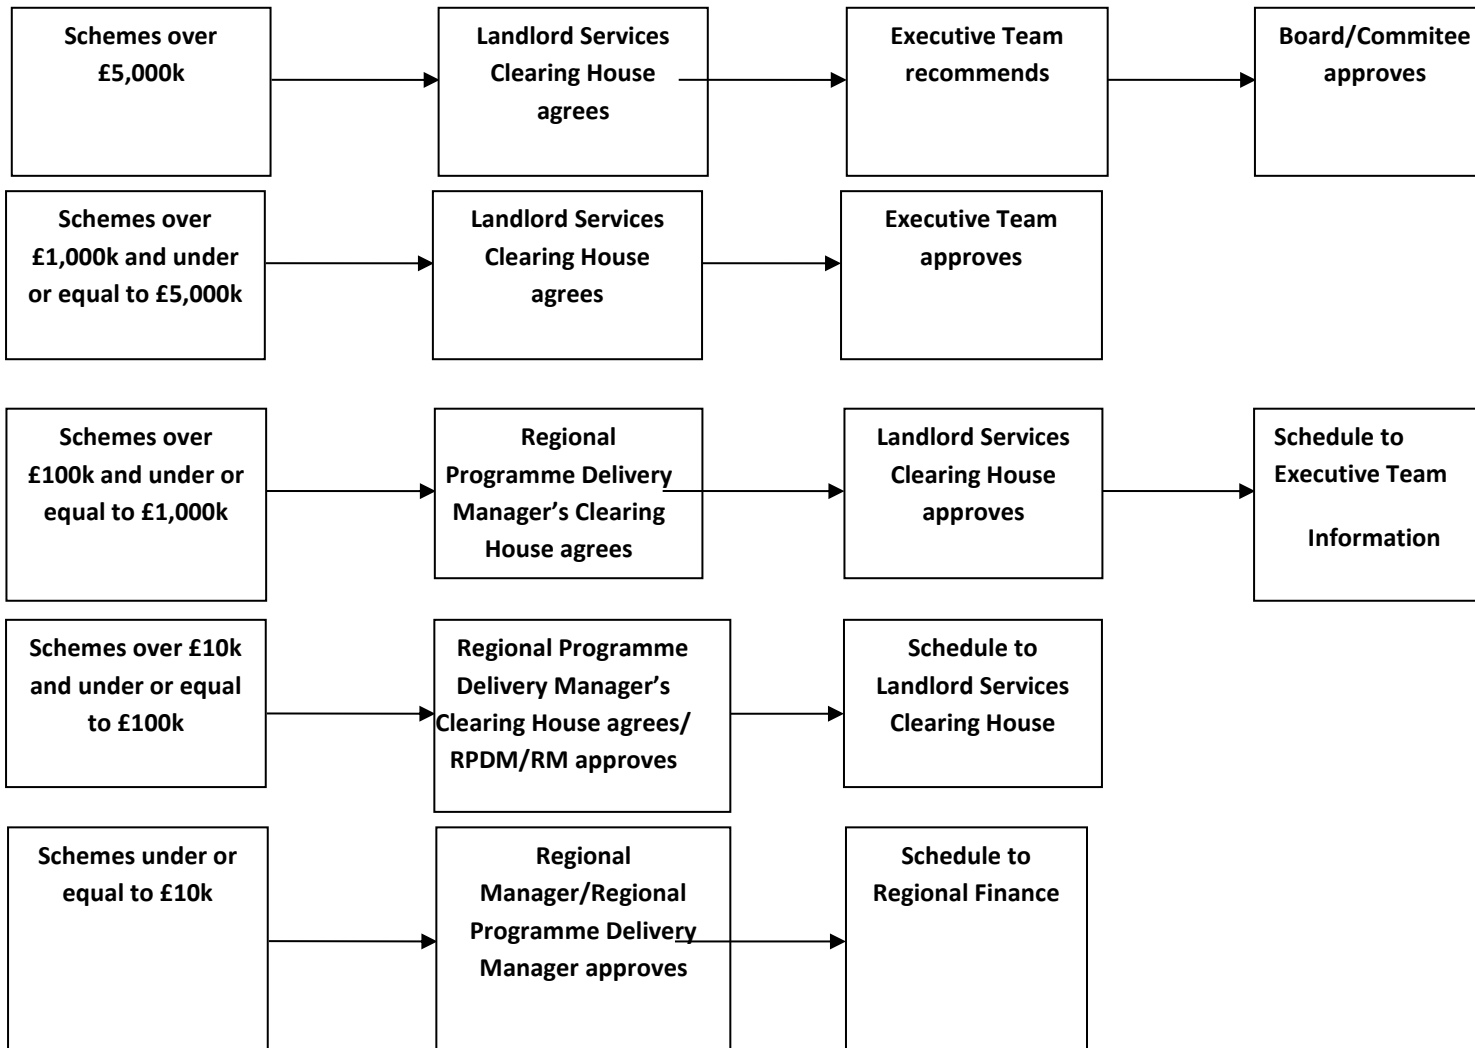 Schemes over
£5,000k
Landlord Services
Clearing House
agrees
Executive Team
recommends
Board/Commitee
approves
Schemes over
£1,000k and under
or equal to £5,000k
Landlord Services
Clearing House
agrees
Executive Team
approves
Schemes over
£100k and under or
equal to £1,000k
Regional
Programme Delivery
Manager’s Clearing
House agrees
Landlord Services
Clearing House
approves
Schedule to
Executive Team
Information
Schemes over £10k
and under or equal
to £100k
Regional Programme
Delivery Manager’s
Clearing House agrees/
RPDM/RM approves
Schedule to
Landlord Services
Clearing House
Schemes under or
equal to £10k
Regional
Manager/Regional
Programme Delivery
Manager approves
Schedule to
Regional Finance